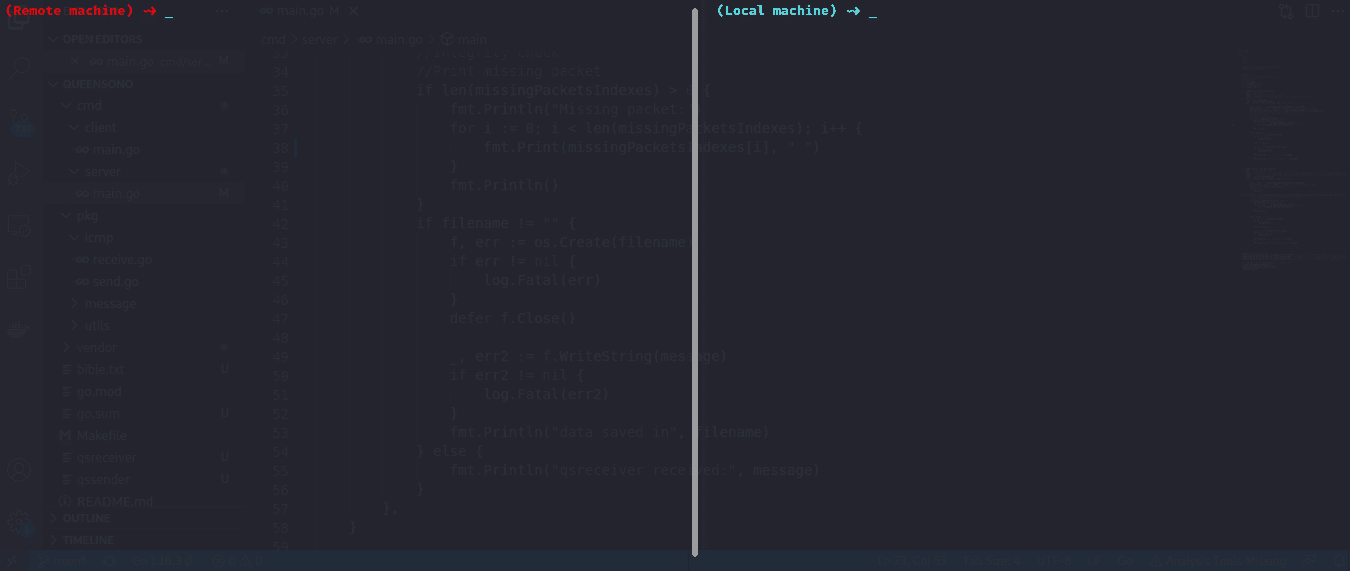 (Remote machine) → _
(Local machine) → _
main.go M ×
OPEN EDITORS
× main.go cmd/ser... M
QUEENSONO
cmd
client
main.go
server
main.go M
pkg
icmp
receive.go
send.go
message
utils
vendor
bible.txt U
go.mod
go.sum U
Makefile
qsreceiver U
qssender U
README.md
OUTLINE
TIMELINE
cmd > server > main.go > main
34 //Print missing packet
35 if len(missingPacketsIndexes) > {
36 fmt.Println("Missing packet:
37 for i := 0; i < len(missingPacketsIndexes); i++ {
38 fmt.Print(missingPacketsIndexes[i], " ")
39 }
40 fmt.Println()
41 }
42 if filename != "" {
43 f, err := os.Create(filename)
44 if err != nil {
45 log.Fatal(err)
46 }
47 defer f.Close()
48
49 _, err2 := f.WriteString(message)
50 if err2 != nil {
51 log.Fatal(err2)
52 }
53 fmt.Println("data saved in", filename)
54 } else {
55 fmt.Println("qsreceiver received:", message)
56 }
57 },
58 }
59